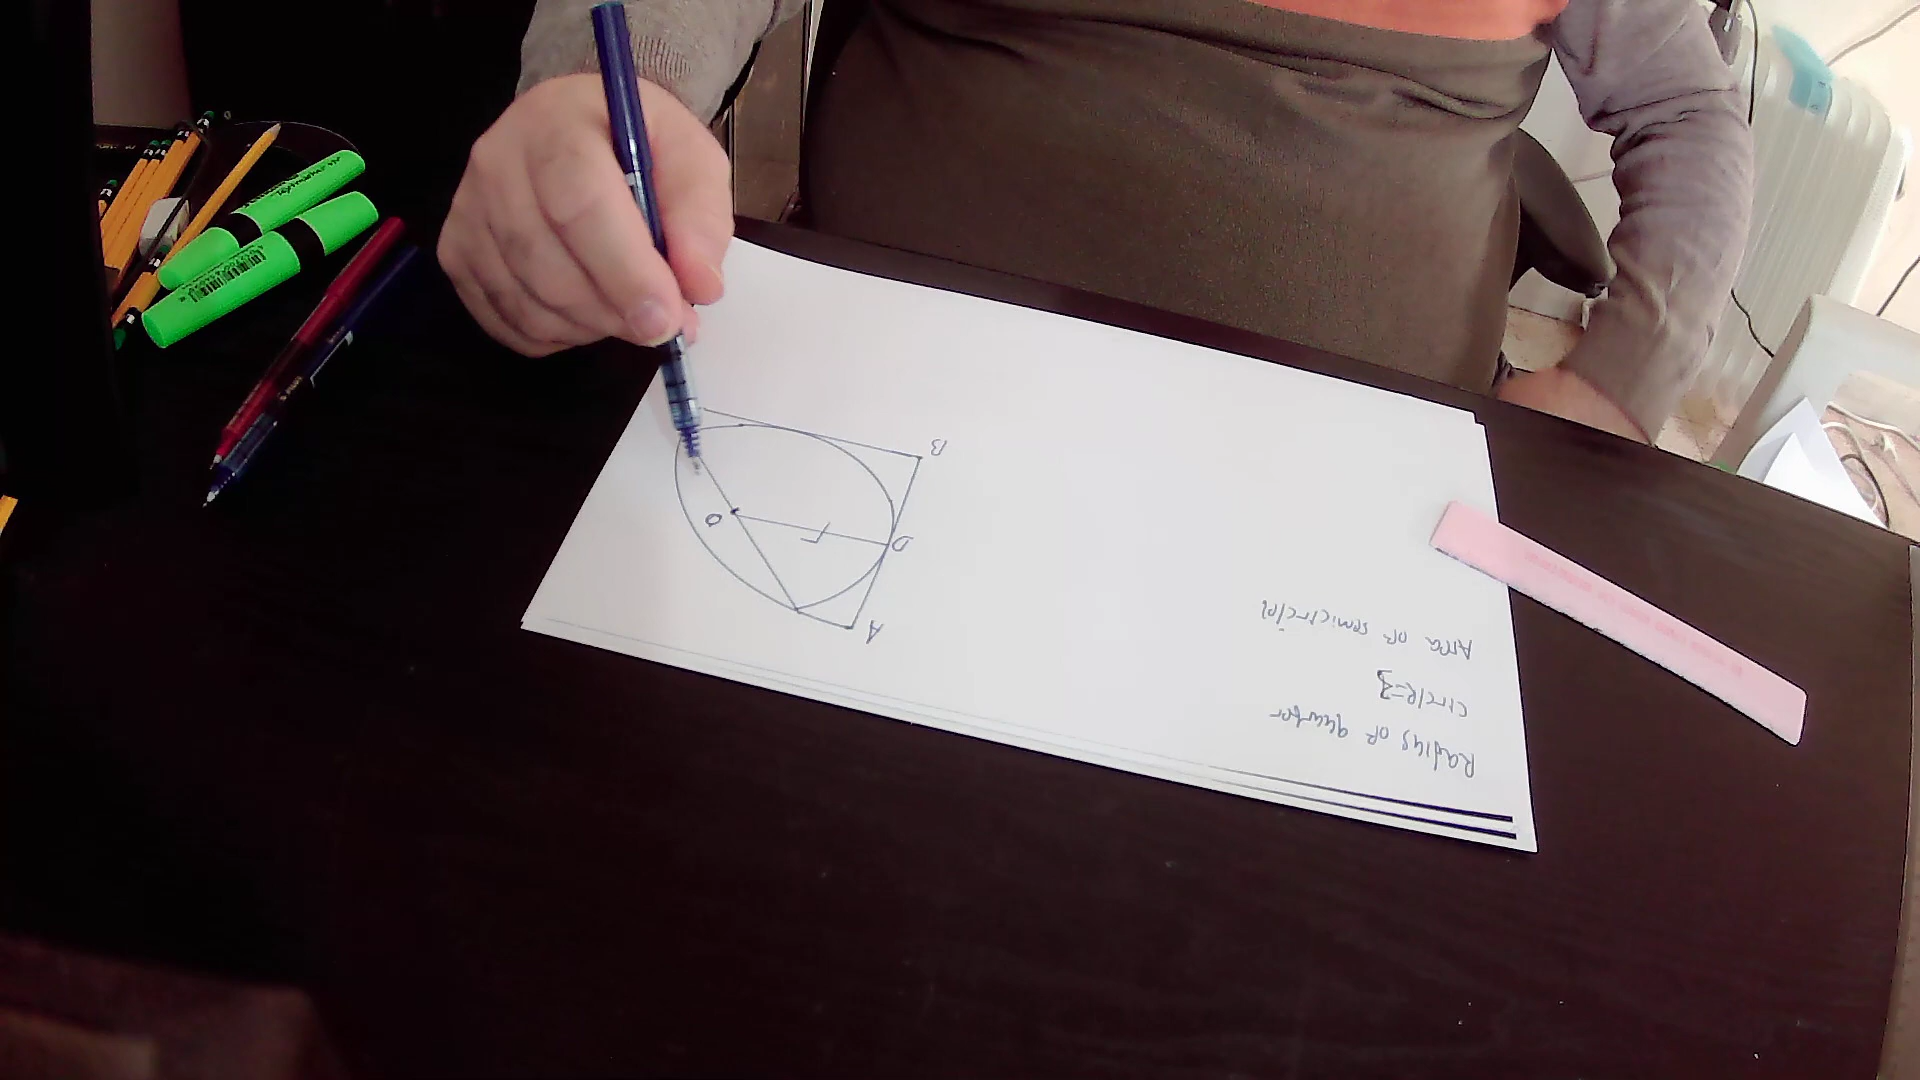 Radius of quarter
circle=3
Area of semicircle
A
D
B
O